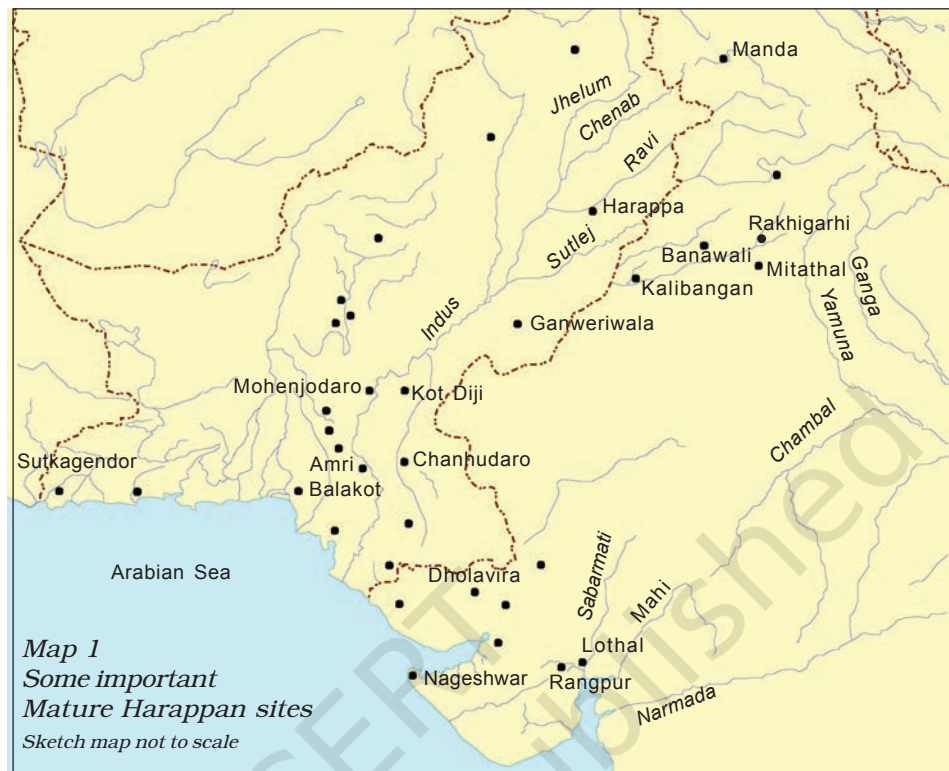 Manda
Jhelum
Chenab
Ravi
Harappa
Rakhigarhi
Sutlej
Banawali
Mitathal
Ganga
Kalibangan
Yamuna
Indus
Ganweriwala
Mohenjodaro
Kot Diji
Chambal
Sutkagendor
Amri
Chanhudaro
Balakot
Arabian Sea
Dholavira
Sabarmati
Mahi
Lothal
Nageshwar
Rangpur
Narmada
Map 1
Some important
Mature Harappan sites
Sketch map not to scale